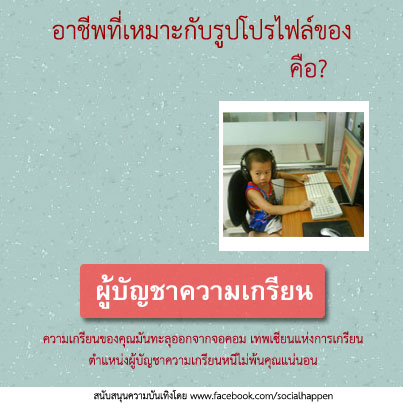 อาชีพที่เหมาะกับรูปโปรไฟล์ของ
คือ?
ผู้บัญชาความเกรียน
ความเกรียนของคุณมันทะลุออกจากจอคอม เทพเซียนแห่งการเกรียน
ตำแหน่งผู้บัญชาความเกรียนหนีไม่พ้นคุณแน่นอน
สนับสนุนความบันเทิงโดย www.facebook.com/socialhappen